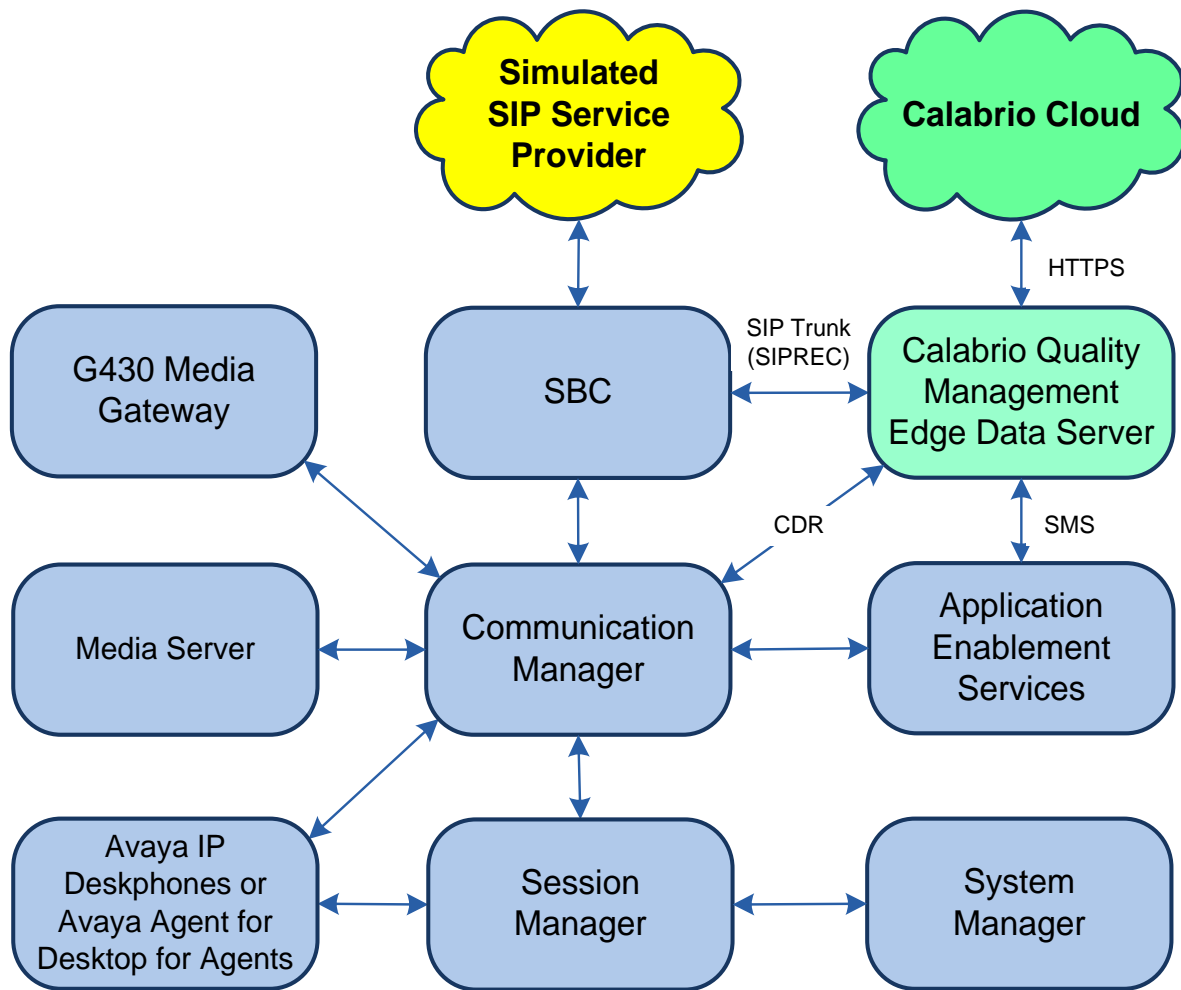 Simulated
SIP Service
Provider
Calabrio Cloud
HTTPS
G430 Media
Gateway
SBC
SIP Trunk
(SIPREC)
Calabrio Quality
Management
Edge Data Server
CDR
SMS
Media Server
Communication
Manager
Application
Enablement
Services
Avaya IP
Deskphones or
Avaya Agent for
Desktop for Agents
Session
Manager
System
Manager